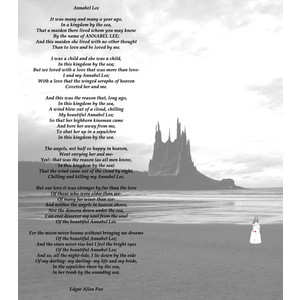 Annabel Lee
It was many and many a year ago,
In a kingdom by the sea,
That a maiden there lived whom you may know
By the name of ANNABEL LEE;
And this maiden she lived with no other thought
Than to love and be loved by me.
I was a child and she was a child,
In this kingdom by the sea;
But we loved with a love that was more than love-
I and my Annabel Lee;
With a love that the winged seraphs of heaven
Coveted her and me.
And this was the reason that, long ago,
In this kingdom by the sea,
A wind blew out of a cloud, chilling
My beautiful Annabel Lee;
So that her highborn kinsman came
And bore her away from me,
To shut her up in a sepulchre
In this kingdom by the sea.
The angels, not half so happy in heaven,
Went envying her and me-
Yes!- that was the reason (as all men know,
In this kingdom by the sea)
That the wind came out of the cloud by night,
Chilling and killing my Annabel Lee.
But our love it was stronger by far than the love
Of those who were older than we-
Of many far wiser than we-
And neither the angels in heaven above,
Nor the demons down under the sea,
Can ever dissever my soul from the soul
Of the beautiful Annabel Lee.
For the moon never beams without bringing me dreams
Of the beautiful Annabel Lee;
And the stars never rise but I feel the bright eyes
Of the beautiful Annabel Lee;
And so, all the night-tide, I lie down by the side
Of my darling- my darling- my life and my bride,
In the sepulchre there by the sea,
In her tomb by the sounding sea.
Edgar Allen Poe